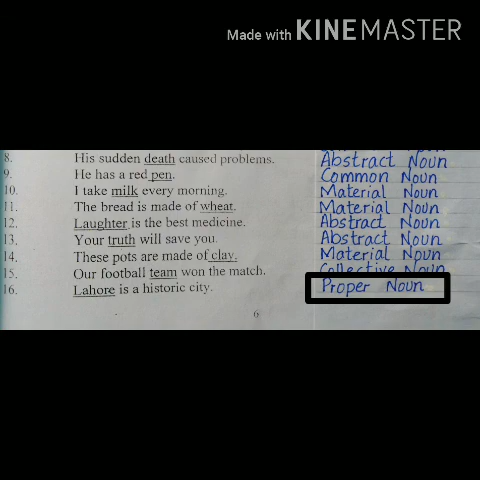 Made with KINEMASTER
8. His sudden death caused problems. Abstract Noun
9. He has a red pen. Common Noun
10. I take milk every morning. Material Noun
11. The bread is made of wheat. Material Noun
12. Laughter is the best medicine. Abstract Noun
13. Your truth will save you. Abstract Noun
14. These pots are made of clay. Material Noun
15. Our football team won the match. Collective Noun
16. Lahore is a historic city. Proper Noun
6